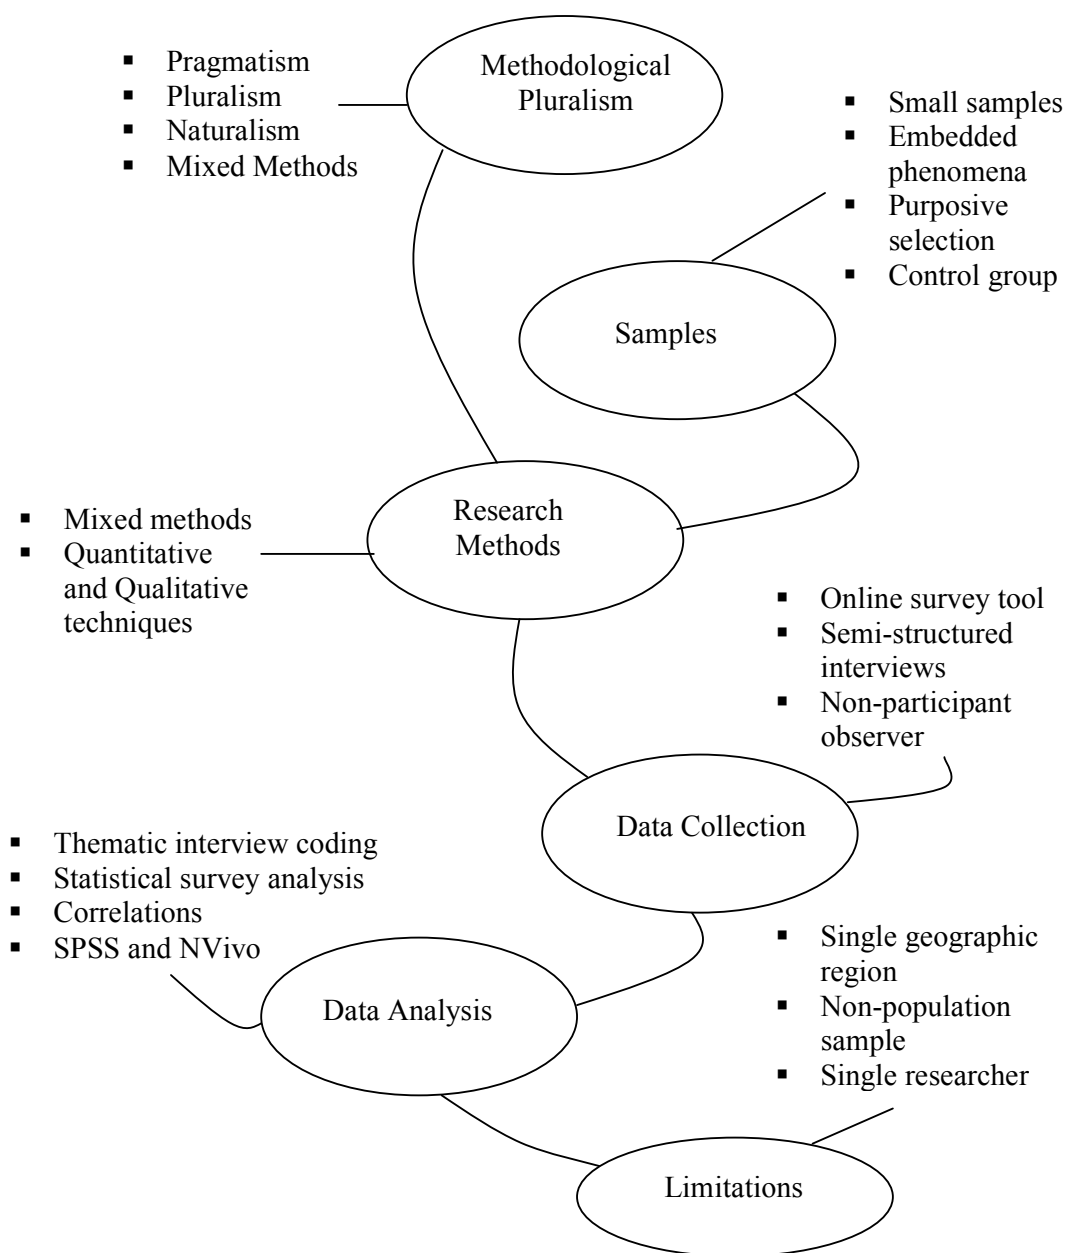 ▪ Pragmatism
▪ Pluralism
▪ Naturalism
▪ Mixed Methods
Methodological
Pluralism
▪ Small samples
▪ Embedded
phenomena
▪ Purposive
selection
▪ Control group
Samples
Research
Methods
▪ Mixed methods
▪ Quantitative
and Qualitative
techniques
▪ Online survey tool
▪ Semi-structured
interviews
▪ Non-participant
observer
Data Collection
▪ Thematic interview coding
▪ Statistical survey analysis
▪ Correlations
▪ SPSS and NVivo
Data Analysis
▪ Single geographic
region
▪ Non-population
sample
▪ Single researcher
Limitations